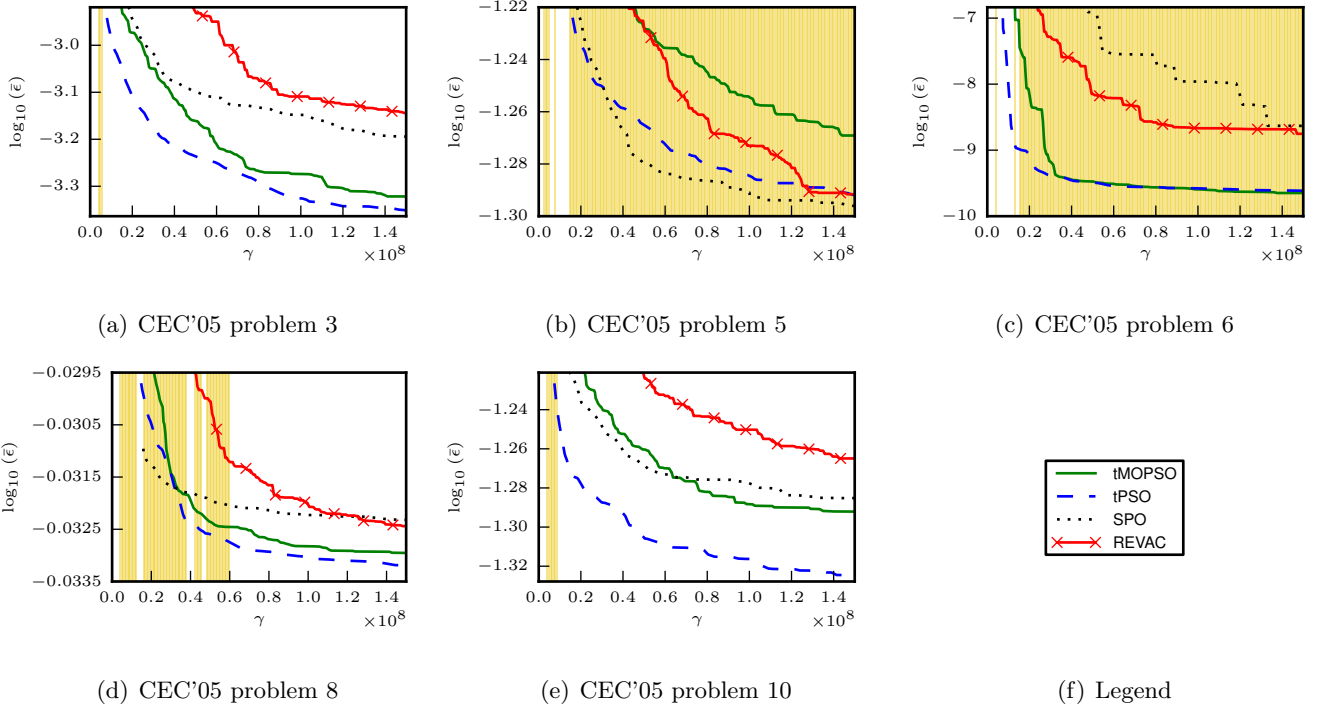 −3.0
−3.1
−3.2
−3.3
log10 (ϵ̄)
0.0 0.2 0.4 0.6 0.8 1.0 1.2 1.4
γ ×10^8
(a) CEC'05 problem 3
−1.22
−1.24
−1.26
−1.28
−1.30
log10 (ϵ̄)
0.0 0.2 0.4 0.6 0.8 1.0 1.2 1.4
γ ×10^8
(b) CEC'05 problem 5
−7
−8
−9
−10
log10 (ϵ̄)
0.0 0.2 0.4 0.6 0.8 1.0 1.2 1.4
γ ×10^8
(c) CEC'05 problem 6
−0.0295
−0.0305
−0.0315
−0.0325
−0.0335
log10 (ϵ̄)
0.0 0.2 0.4 0.6 0.8 1.0 1.2 1.4
γ ×10^8
(d) CEC'05 problem 8
−1.24
−1.26
−1.28
−1.30
−1.32
log10 (ϵ̄)
0.0 0.2 0.4 0.6 0.8 1.0 1.2 1.4
γ ×10^8
(e) CEC'05 problem 10
tMOPSO
tPSO
SPO
REVAC
(f) Legend